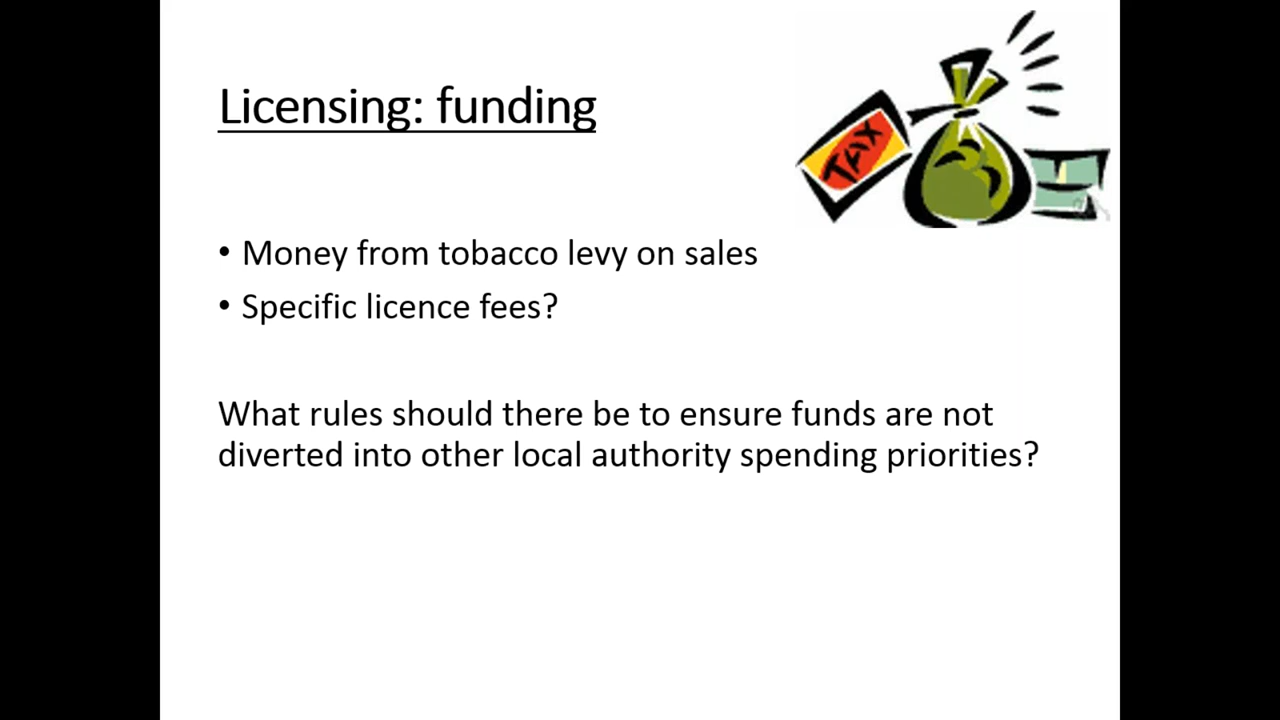 Licensing: funding
TAX
• Money from tobacco levy on sales
• Specific licence fees?
What rules should there be to ensure funds are not
diverted into other local authority spending priorities?